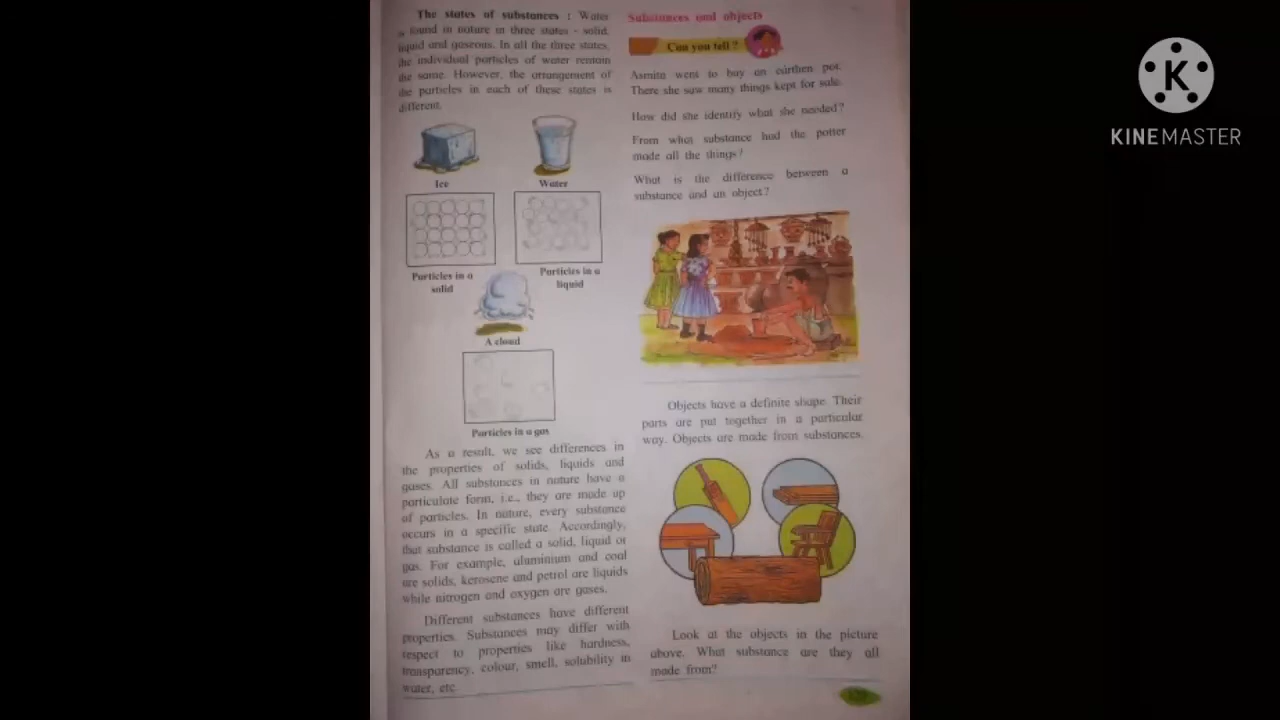 The states of substances : Water
is found in nature in three states - solid,
liquid and gaseous. In all the three states,
the individual particles of water remain
the same. However, the arrangement of
the particles in each of these states is
different.
Ice
Water
Particles in a
solid
Particles in a
liquid
A cloud
Particles in a gas
As a result, we see differences in
the properties of solids, liquids and
gases. All substances in nature have a
particulate form, i.e., they are made up
of particles. In nature, every substance
occurs in a specific state. Accordingly,
that substance is called a solid, liquid or
gas. For example, aluminium and coal
are solids, kerosene and petrol are liquids
while nitrogen and oxygen are gases.
Different substances have different
properties. Substances may differ with
respect to properties like hardness,
transparency, colour, smell, solubility in
water, etc.
Substances and objects
Can you tell ?
Asmita went to buy an earthen pot.
There she saw many things kept for sale.
How did she identify what she needed?
From what substance had the potter
made all the things?
What is the difference between a
substance and an object?
Objects have a definite shape. Their
parts are put together in a particular
way. Objects are made from substances.
Look at the objects in the picture
above. What substance are they all
made from?
KINEMASTER